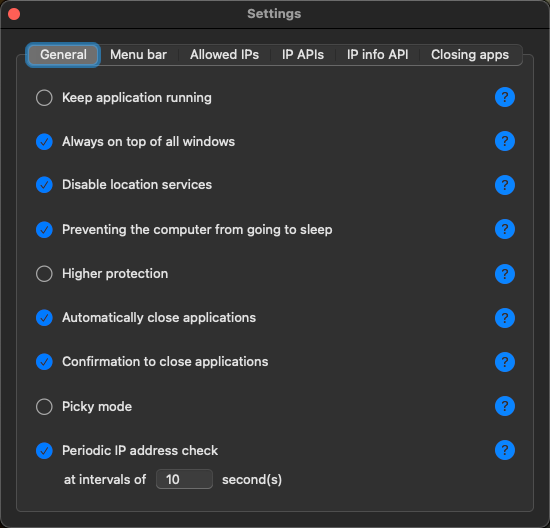 Settings
General Menu bar Allowed IPs IP APIs IP info API Closing apps
Keep application running ?
Always on top of all windows ?
Disable location services ?
Preventing the computer from going to sleep ?
Higher protection ?
Automatically close applications ?
Confirmation to close applications ?
Picky mode ?
Periodic IP address check ?
at intervals of 10 second(s)